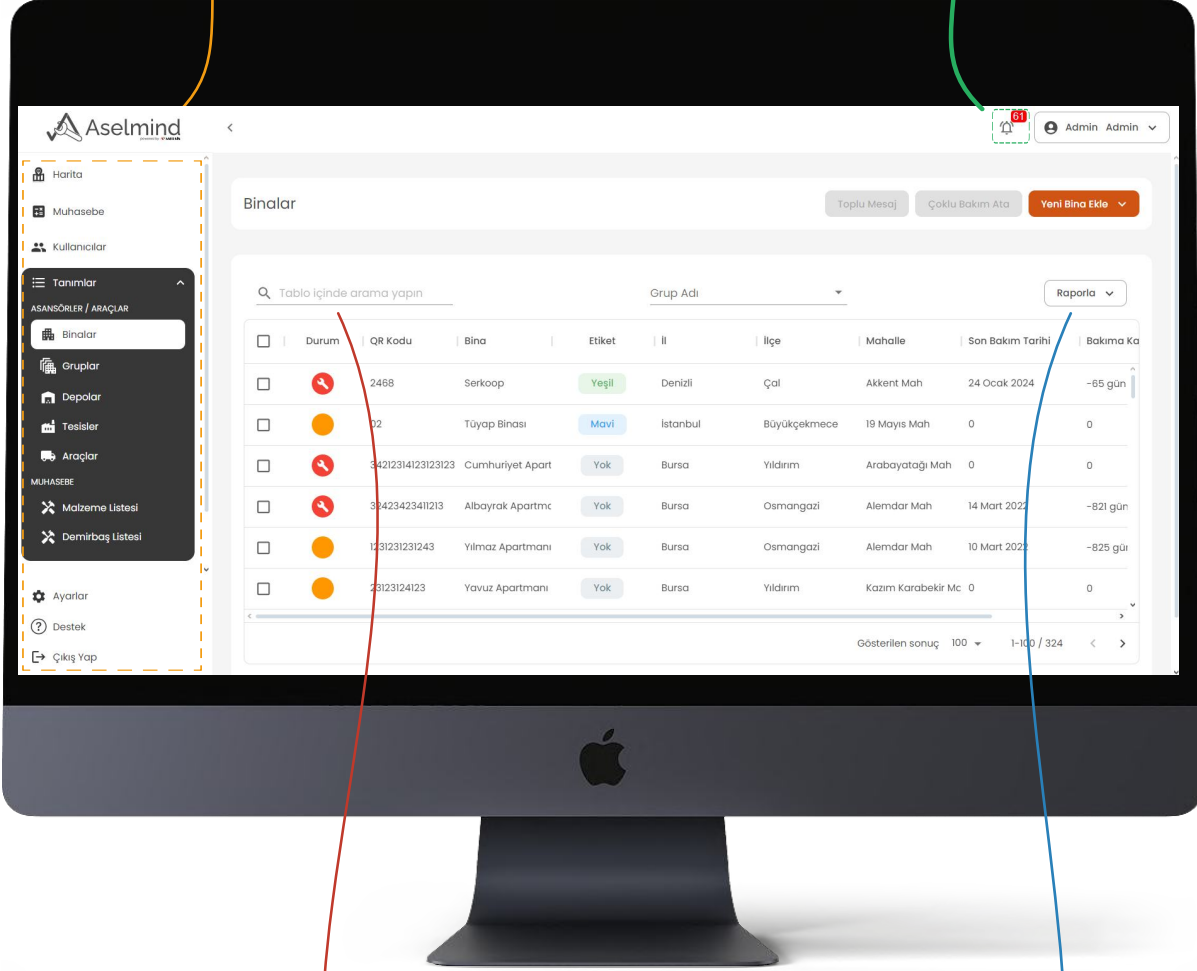 Aselmind
61
Admin Admin
Harita
Muhasebe
Kullanıcılar
Tanımlar
ASANSÖRLER / ARAÇLAR
Binalar
Gruplar
Depolar
Tesisler
Araçlar
MUHASEBE
Malzeme Listesi
Demirbaş Listesi
Ayarlar
Destek
Çıkış Yap
Binalar
Toplu Mesaj
Çoklu Bakım Ata
Yeni Bina Ekle
Tablo içinde arama yapın
Grup Adı
Raporla
Durum QR Kodu Bina Etiket İl İlçe Mahalle Son Bakım Tarihi Bakıma Ka
2468 Serkoop Yeşil Denizli Çal Akkent Mah 24 Ocak 2024 -65 gün
02 Tüyap Binası Mavi İstanbul Büyükçekmece 19 Mayıs Mah 0 0
34212314123123123 Cumhuriyet Apart Yok Bursa Yıldırım Arabayatağı Mah 0 0
32423423411213 Albayrak Apartmc Yok Bursa Osmangazi Alemdar Mah 14 Mart 2022 -821 gün
1231231231243 Yılmaz Apartmanı Yok Bursa Osmangazi Alemdar Mah 10 Mart 2022 -825 gün
23123124123 Yavuz Apartmanı Yok Bursa Yıldırım Kazım Karabekir Mc 0 0
Gösterilen sonuç 100 1-100 / 324